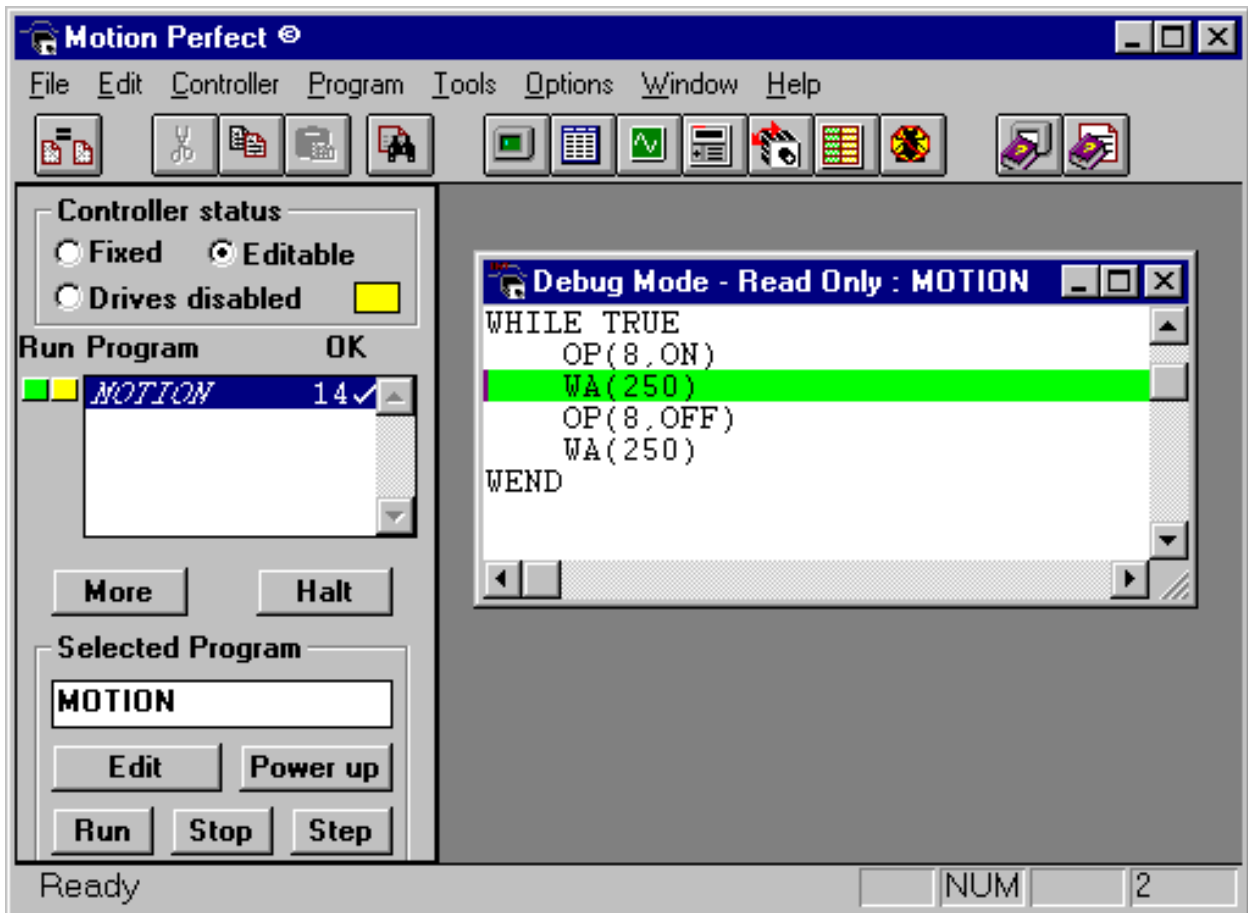 Motion Perfect ©
File Edit Controller Program Tools Options Window Help
Controller status
Fixed Editable
Drives disabled
Run Program OK
MOTION 14✓
More Halt
Selected Program
MOTION
Edit Power up
Run Stop Step
Debug Mode - Read Only : MOTION
WHILE TRUE
OP(8,ON)
WA(250)
OP(8,OFF)
WA(250)
WEND
Ready NUM 2